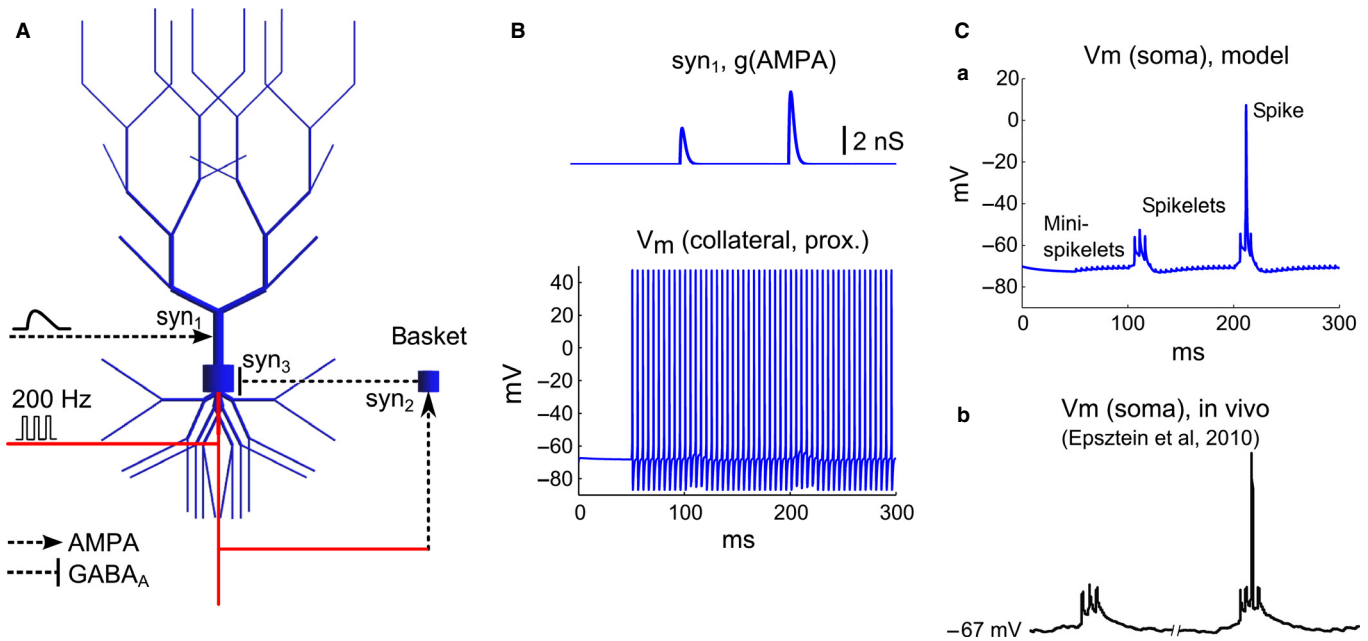 A
syn1
Basket
syn3
syn2
200 Hz
AMPA
GABAA
B
syn1, g(AMPA)
2 nS
Vm (collateral, prox.)
40
20
0
−20
−40
−60
−80
mV
0
100
200
300
ms
C
a
Vm (soma), model
20
0
−20
−40
−60
−80
mV
Spike
Spikelets
Mini-
spikelets
0
100
200
300
ms
b
Vm (soma), in vivo
(Epsztein et al, 2010)
−67 mV